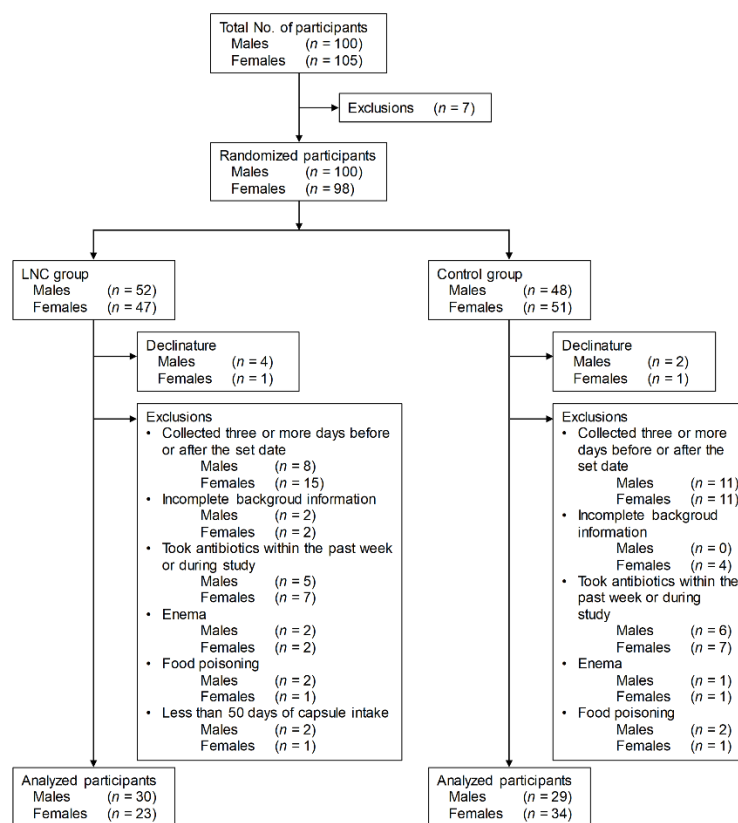 Total No. of participants
Males (n = 100)
Females (n = 105)
Exclusions (n = 7)
Randomized participants
Males (n = 100)
Females (n = 98)
LNC group
Males (n = 52)
Females (n = 47)
Control group
Males (n = 48)
Females (n = 51)
Declinature
Males (n = 4)
Females (n = 1)
Declinature
Males (n = 2)
Females (n = 1)
Exclusions
• Collected three or more days before
or after the set date
Males (n = 8)
Females (n = 15)
• Incomplete backgroud information
Males (n = 2)
Females (n = 2)
• Took antibiotics within the past week
or during study
Males (n = 5)
Females (n = 7)
• Enema
Males (n = 2)
Females (n = 2)
• Food poisoning
Males (n = 2)
Females (n = 1)
• Less than 50 days of capsule intake
Males (n = 2)
Females (n = 1)
Exclusions
• Collected three or more
days before or after the
set date
Males (n = 11)
Females (n = 11)
• Incomplete backgroud
information
Males (n = 0)
Females (n = 4)
• Took antibiotics within the
past week or during
study
Males (n = 6)
Females (n = 7)
• Enema
Males (n = 1)
Females (n = 1)
• Food poisoning
Males (n = 2)
Females (n = 1)
Analyzed participants
Males (n = 30)
Females (n = 23)
Analyzed participants
Males (n = 29)
Females (n = 34)